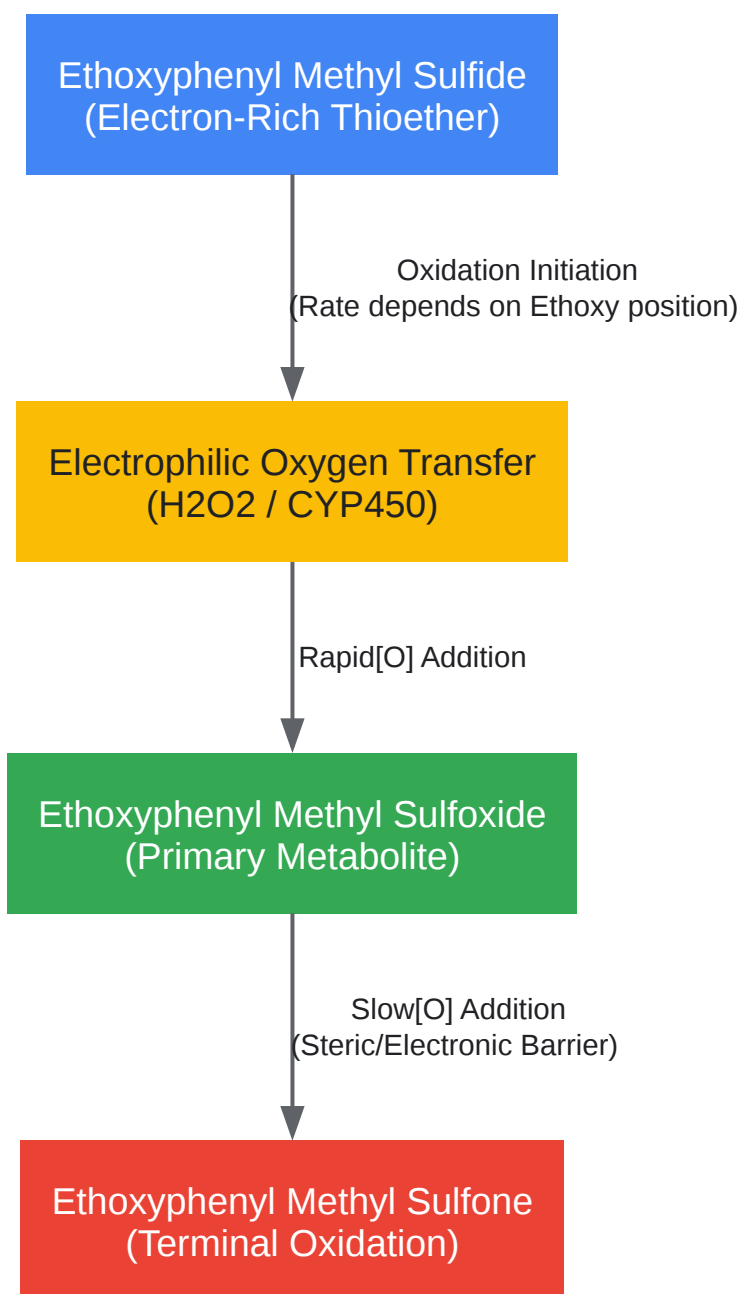 Ethoxyphenyl Methyl Sulfide
(Electron-Rich Thioether)
Oxidation Initiation
(Rate depends on Ethoxy position)
Electrophilic Oxygen Transfer
(H2O2 / CYP450)
Rapid[O] Addition
Ethoxyphenyl Methyl Sulfoxide
(Primary Metabolite)
Slow[O] Addition
(Steric/Electronic Barrier)
Ethoxyphenyl Methyl Sulfone
(Terminal Oxidation)